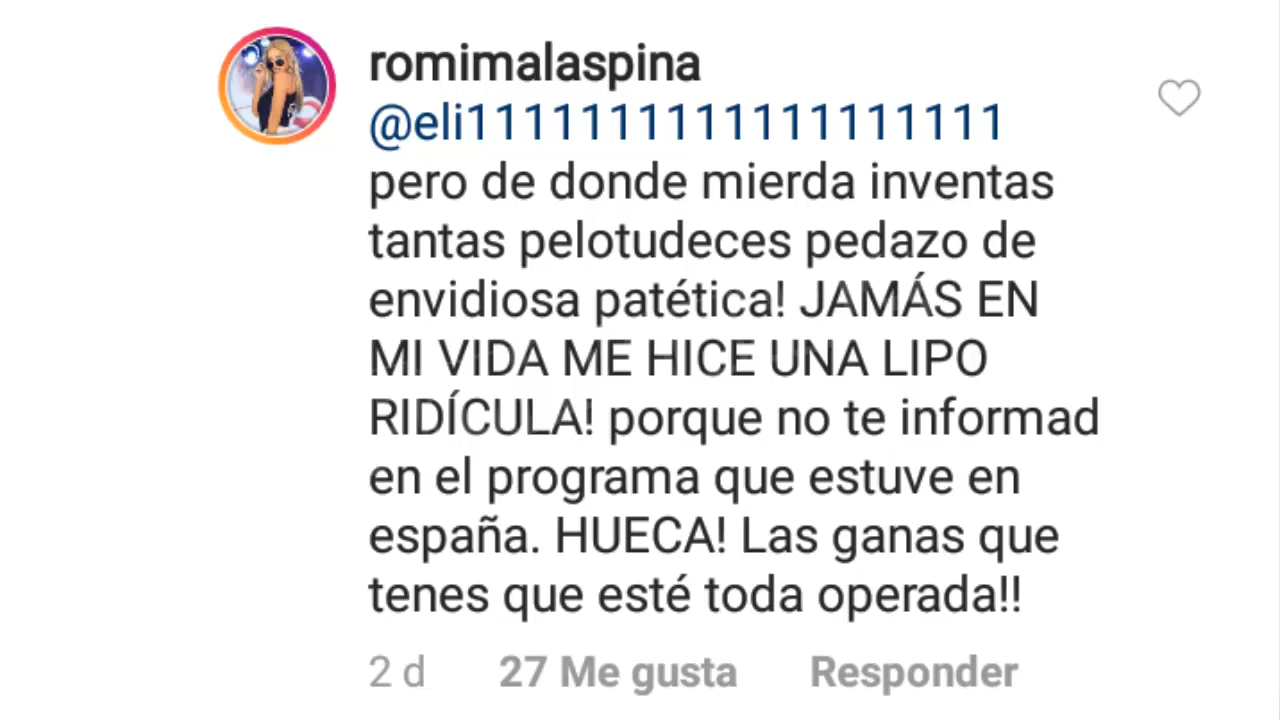 romimalaspina
@eli1111111111111111111
pero de donde mierda inventas
tantas pelotudeces pedazo de
envidiosa patética! JAMÁS EN
MI VIDA ME HICE UNA LIPO
RIDÍCULA! porque no te informad
en el programa que estuve en
españa. HUECA! Las ganas que
tenes que esté toda operada!!
2 d 27 Me gusta Responder